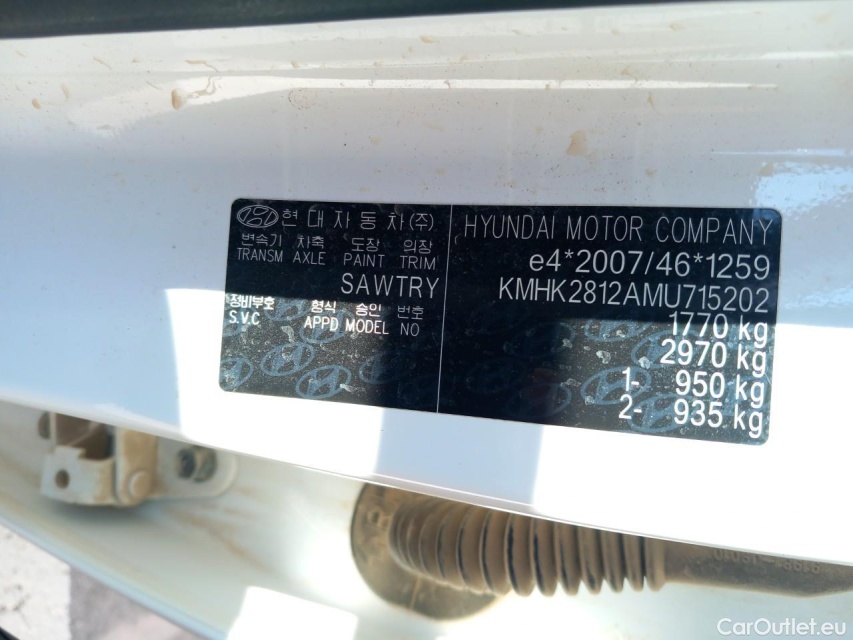 현대자동차(주)
변속기 차축 도장 의장
TRANSM AXLE PAINT TRIM
SAWTRY
정비부호 형식 승인 번호
S.V.C APPD MODEL NO
HYUNDAI MOTOR COMPANY
e4*2007/46*1259
KMHK2812AMU715202
1770 kg
2970 kg
1- 950 kg
2- 935 kg
CarOutlet.eu